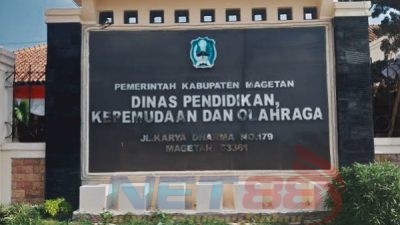 PEMERINTAH KABUPATEN MAGETAN
DINAS PENDIDIKAN,
KEPEMUDAAN DAN OLAHRAGA
JL.KARYA DHARMA NO.179
MAGETAN 63361
NET88